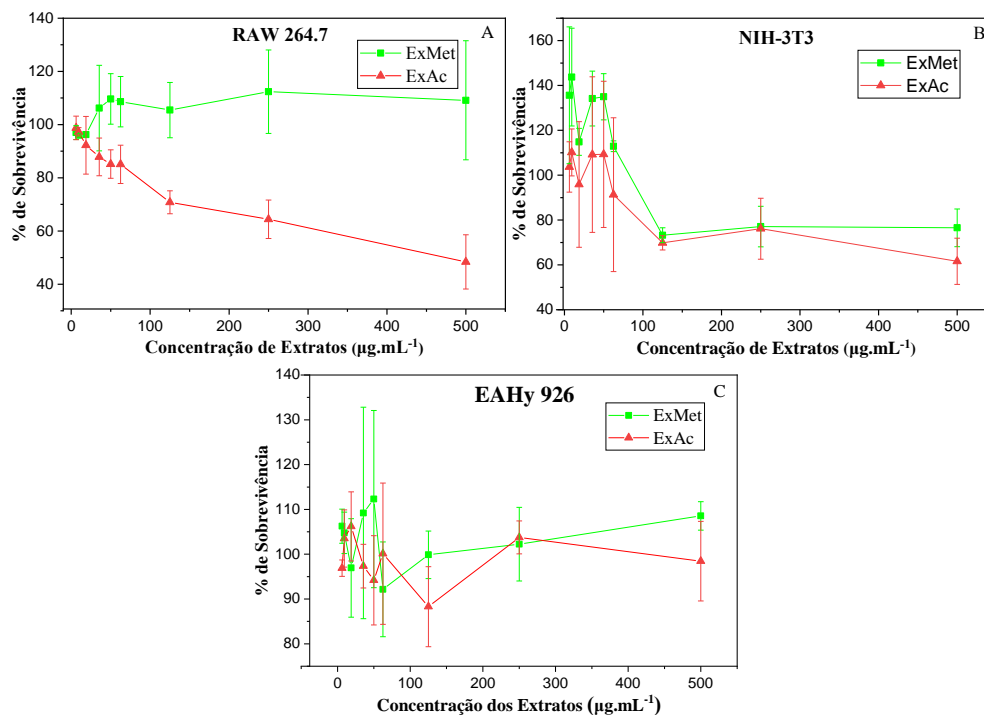 RAW 264.7
A
ExMet
ExAc
% de Sobrevivência
140
120
100
80
60
40
0 100 200 300 400 500
Concentração de Extratos (µg.mL⁻¹)
NIH-3T3
B
ExMet
ExAc
% de Sobrevivência
160
140
120
100
80
60
40
0 100 200 300 400 500
Concentração de Extratos (µg.mL⁻¹)
EAHy 926
C
ExMet
ExAc
% de Sobrevivência
140
130
120
110
100
90
80
0 100 200 300 400 500
Concentração dos Extratos (µg.mL⁻¹)